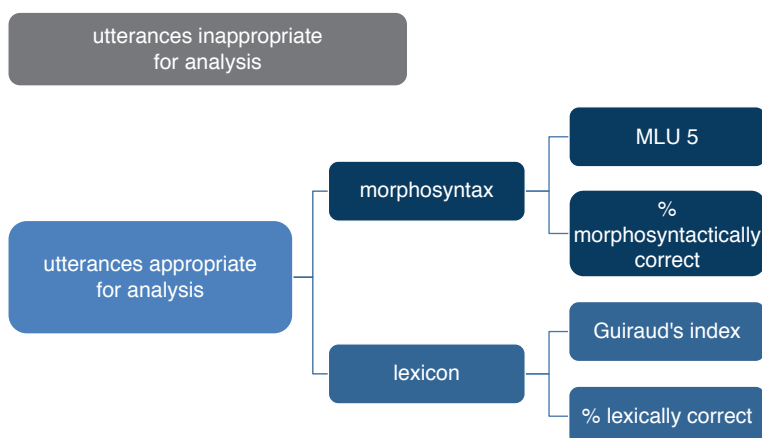 utterances inappropriate
for analysis
utterances appropriate
for analysis
morphosyntax
MLU 5
%
morphosyntactically
correct
lexicon
Guiraud's index
% lexically correct